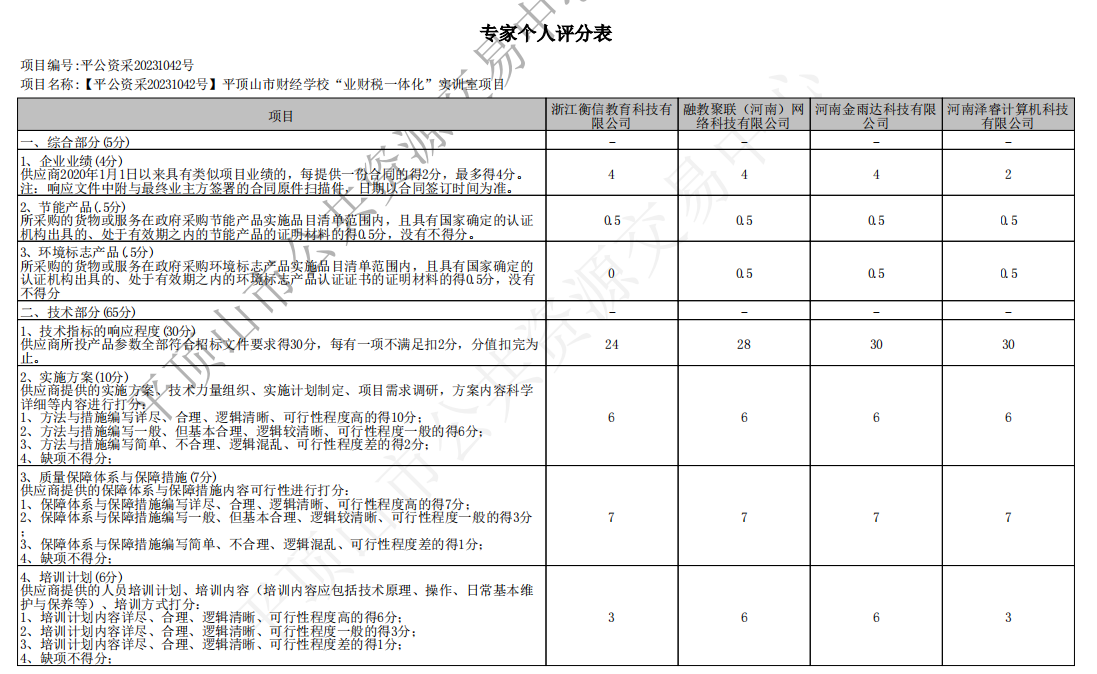 专家个人评分表
项目编号:平公资采20231042号
项目名称:【平公资采20231042号】平顶山市财经学校“业财税一体化”实训室项目
项目
浙江衡信教育科技有
限公司
融教聚联（河南）网
络科技有限公司
河南金雨达科技有限
公司
河南泽睿计算机科技
有限公司
一、综合部分(5分)
- - - -
1、企业业绩(4分)
供应商2020年1月1日以来具有类似项目业绩的，每提供一份合同的得2分，最多得4分。
注：响应文件中附与最终业主方签署的合同原件扫描件，日期以合同签订时间为准。
4 4 4 2
2、节能产品(.5分)
所采购的货物或服务在政府采购节能产品实施品目清单范围内，且具有国家确定的认证
机构出具的、处于有效期之内的节能产品的证明材料的得0.5分，没有不得分。
0.5 0.5 0.5 0.5
3、环境标志产品(.5分)
所采购的货物或服务在政府采购环境标志产品实施品目清单范围内，且具有国家确定的
认证机构出具的、处于有效期之内的环境标志产品认证证书的证明材料的得0.5分，没有
不得分
0 0.5 0.5 0.5
二、技术部分(65分)
- - - -
1、技术指标的响应程度(30分)
供应商所投产品参数全部符合招标文件要求得30分，每有一项不满足扣2分，分值扣完为
止。
24 28 30 30
2、实施方案(10分)
供应商提供的实施方案、技术力量组织、实施计划制定、项目需求调研，方案内容科学
详细等内容进行打分：
1、方法与措施编写详尽、合理、逻辑清晰、可行性程度高的得10分；
2、方法与措施编写一般、但基本合理、逻辑较清晰、可行性程度一般的得6分；
3、方法与措施编写简单、不合理、逻辑混乱、可行性程度差的得2分；
4、缺项不得分；
6 6 6 6
3、质量保障体系与保障措施(7分)
供应商提供的保障体系与保障措施内容可行性进行打分：
1、保障体系与保障措施编写详尽、合理、逻辑清晰、可行性程度高的得7分；
2、保障体系与保障措施编写一般、但基本合理、逻辑较清晰、可行性程度一般的得3分
；
3、保障体系与保障措施编写简单、不合理、逻辑混乱、可行性程度差的得1分；
4、缺项不得分；
7 7 7 7
4、培训计划(6分)
供应商提供的人员培训计划、培训内容（培训内容应包括技术原理、操作、日常基本维
护与保养等）、培训方式打分：
1、培训计划内容详尽、合理、逻辑清晰、可行性程度高的得6分；
2、培训计划内容详尽、合理、逻辑清晰、可行性程度一般的得3分；
3、培训计划内容详尽、合理、逻辑清晰、可行性程度差的得1分；
4、缺项不得分；
3 6 6 3
平顶山市公共资源交易中心
平顶山市公共资源交易中心